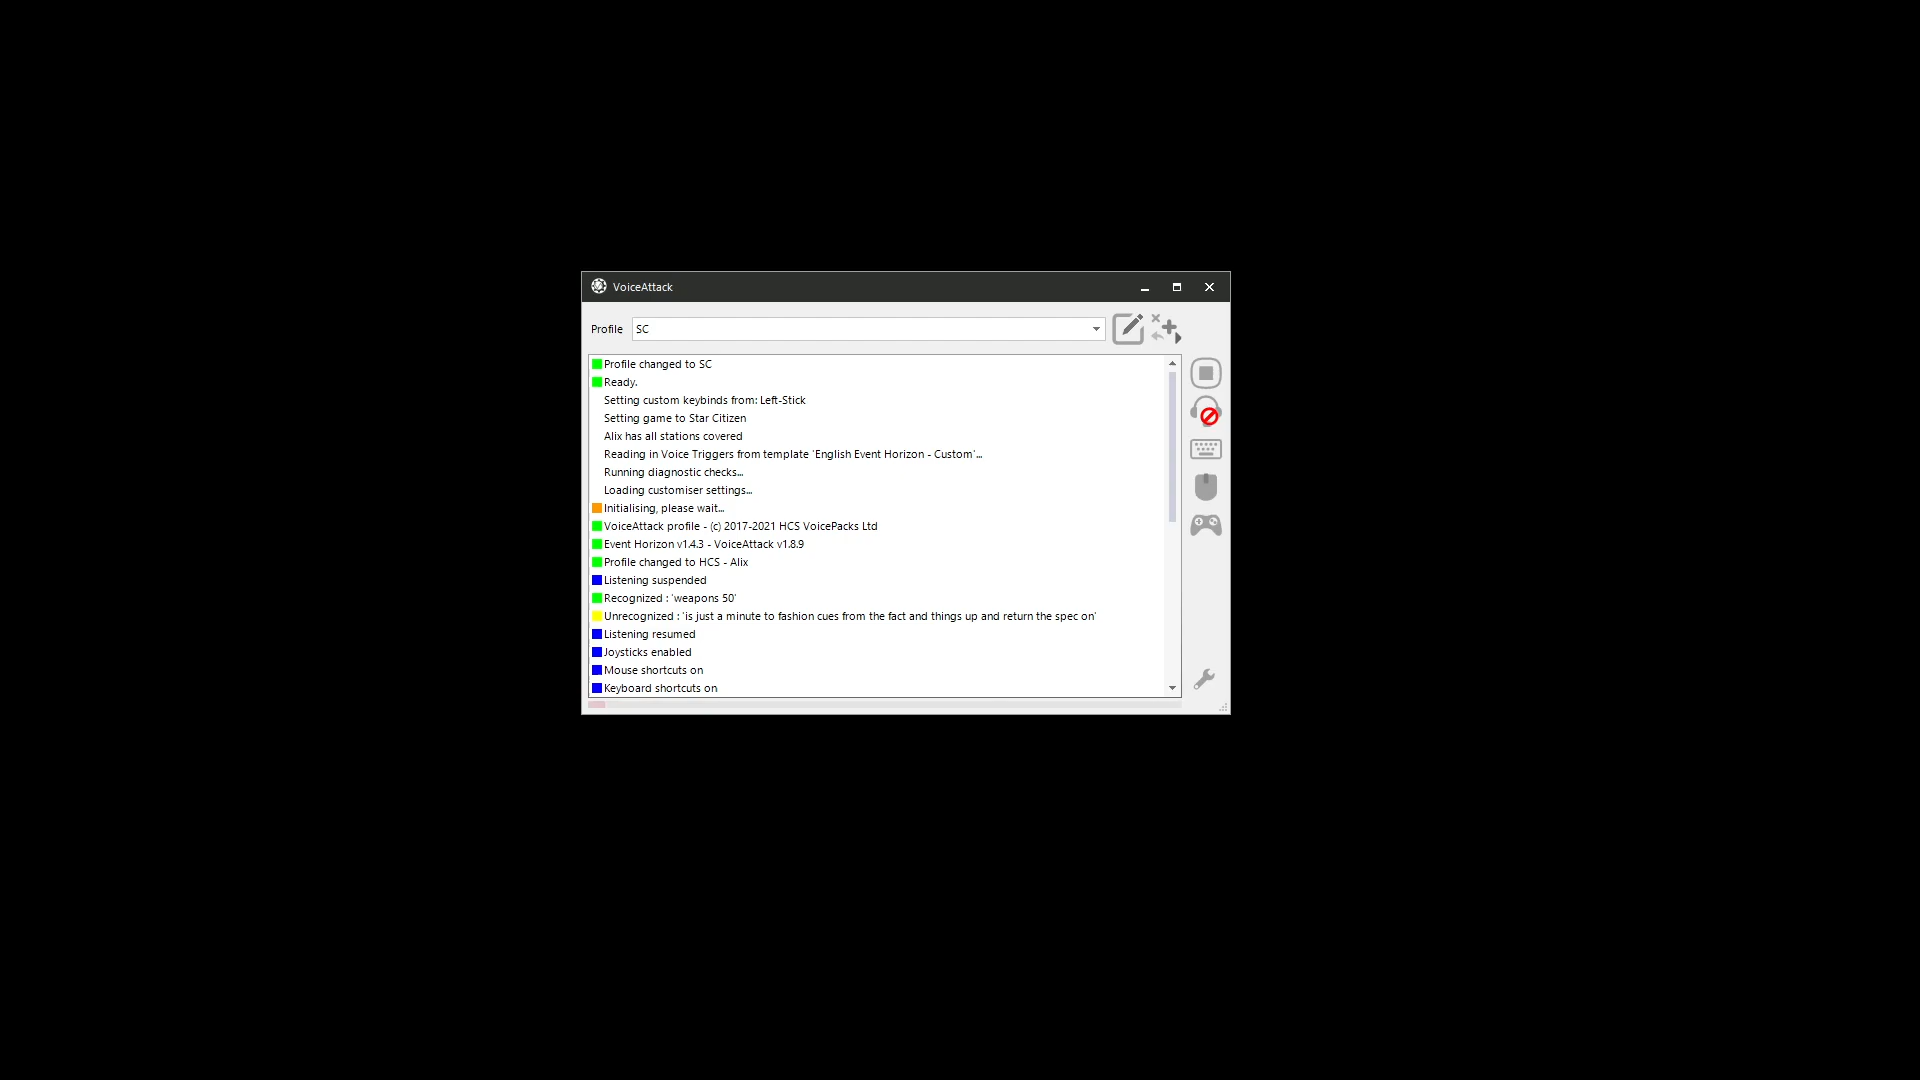 VoiceAttack
Profile SC
Profile changed to SC
Ready.
Setting custom keybinds from: Left-Stick
Setting game to Star Citizen
Alix has all stations covered
Reading in Voice Triggers from template 'English Event Horizon - Custom'...
Running diagnostic checks...
Loading customiser settings...
Initialising, please wait...
VoiceAttack profile - (c) 2017-2021 HCS VoicePacks Ltd
Event Horizon v1.4.3 - VoiceAttack v1.8.9
Profile changed to HCS - Alix
Listening suspended
Recognized : 'weapons 50'
Unrecognized : 'is just a minute to fashion cues from the fact and things up and return the spec on'
Listening resumed
Joysticks enabled
Mouse shortcuts on
Keyboard shortcuts on